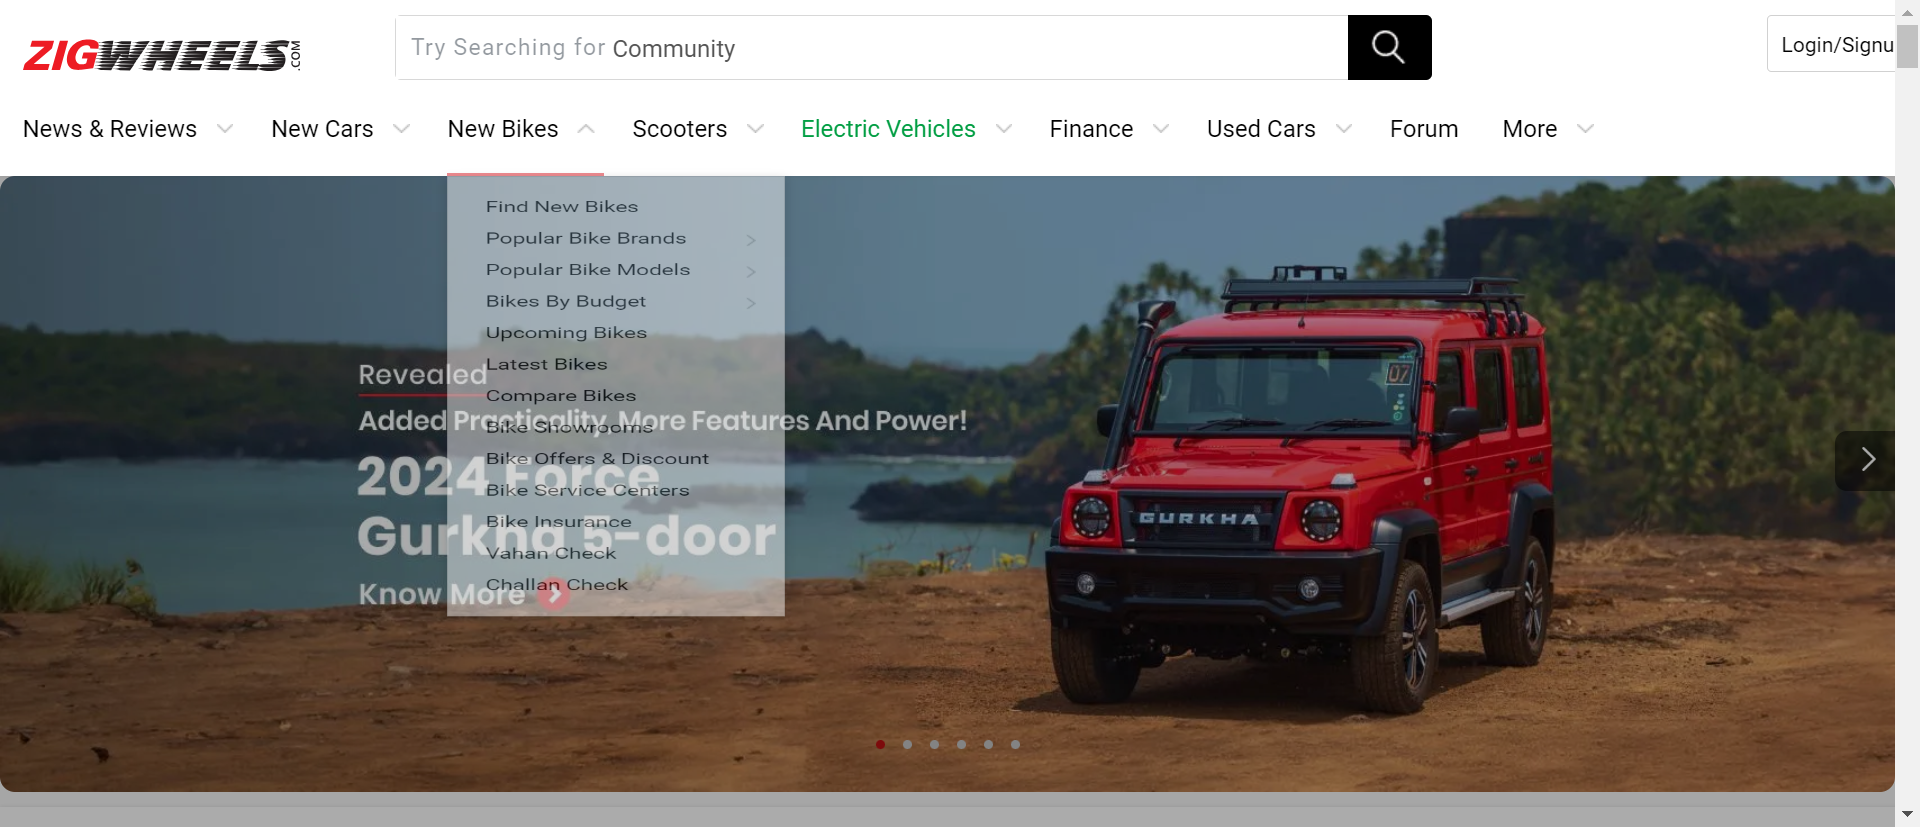 ZIGWHEELS.COM
Try Searching for Community
Login/Signu
News & Reviews
New Cars
New Bikes
Scooters
Electric Vehicles
Finance
Used Cars
Forum
More
Find New Bikes
Popular Bike Brands
Popular Bike Models
Bikes By Budget
Upcoming Bikes
Latest Bikes
Compare Bikes
Bike Showrooms
Bike Offers & Discount
Bike Service Centers
Bike Insurance
Vahan Check
Challan Check
Revealed
Added Practicality, More Features And Power!
2024 Force
Gurkha 5-door
Know More
07
GURKHA